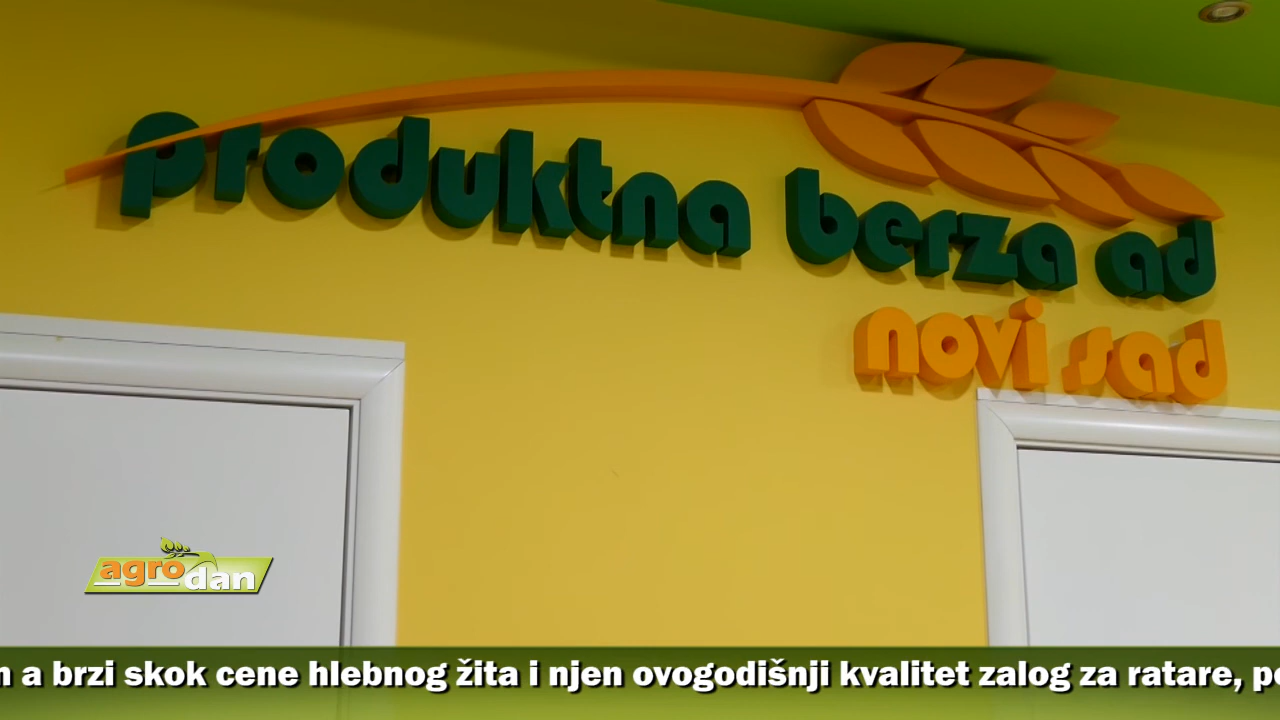 produktna berza ad
novi sad
agro
dan
a brzi skok cene hlebnog žita i njen ovogodišnji kvalitet zalog za ratare,